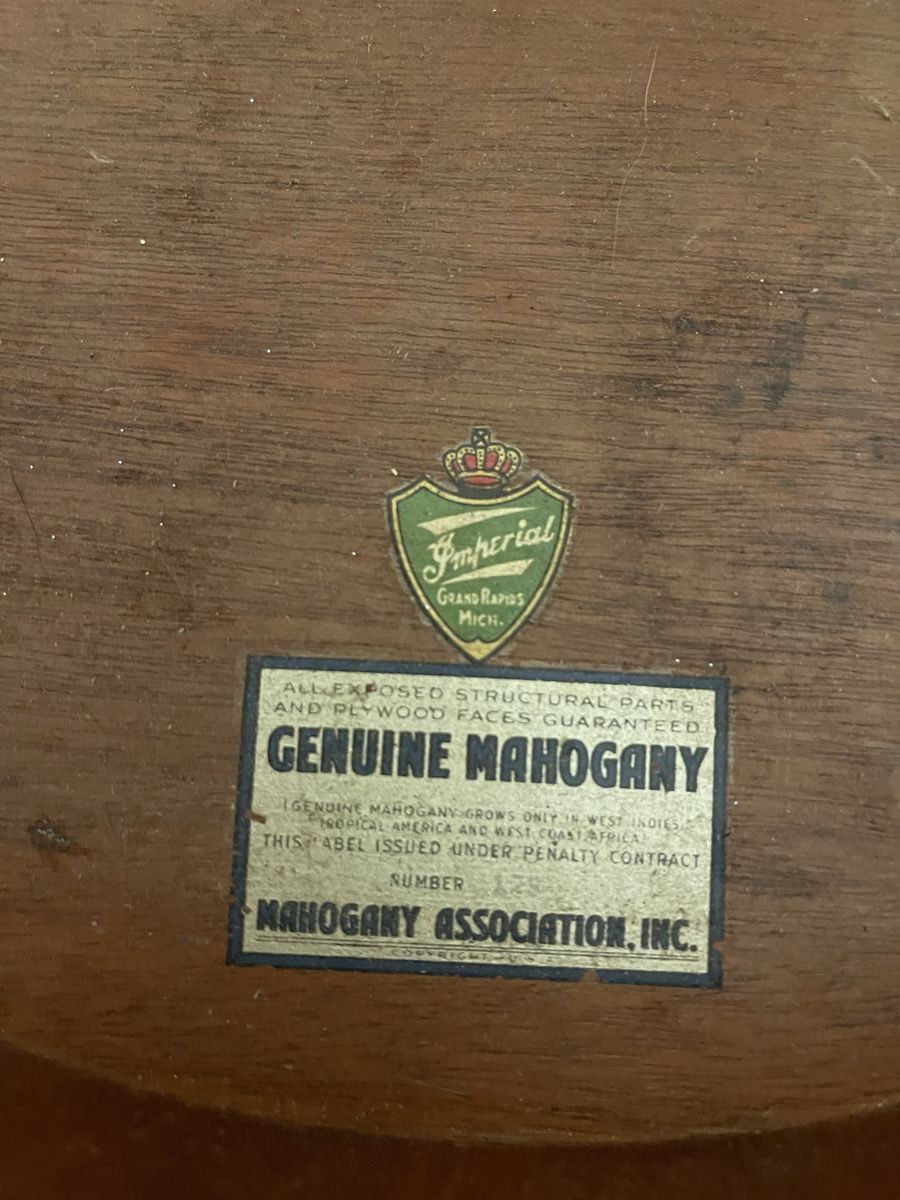 Imperial
GRAND RAPIDS
MICH.
ALL EXPOSED STRUCTURAL PARTS
AND PLYWOOD FACES GUARANTEED
GENUINE MAHOGANY
(GENUINE MAHOGANY GROWS ONLY IN WEST INDIES,
TROPICAL AMERICA AND WEST COAST AFRICA)
THIS LABEL ISSUED UNDER PENALTY CONTRACT
NUMBER
MAHOGANY ASSOCIATION, INC.
COPYRIGHT U.S.A.